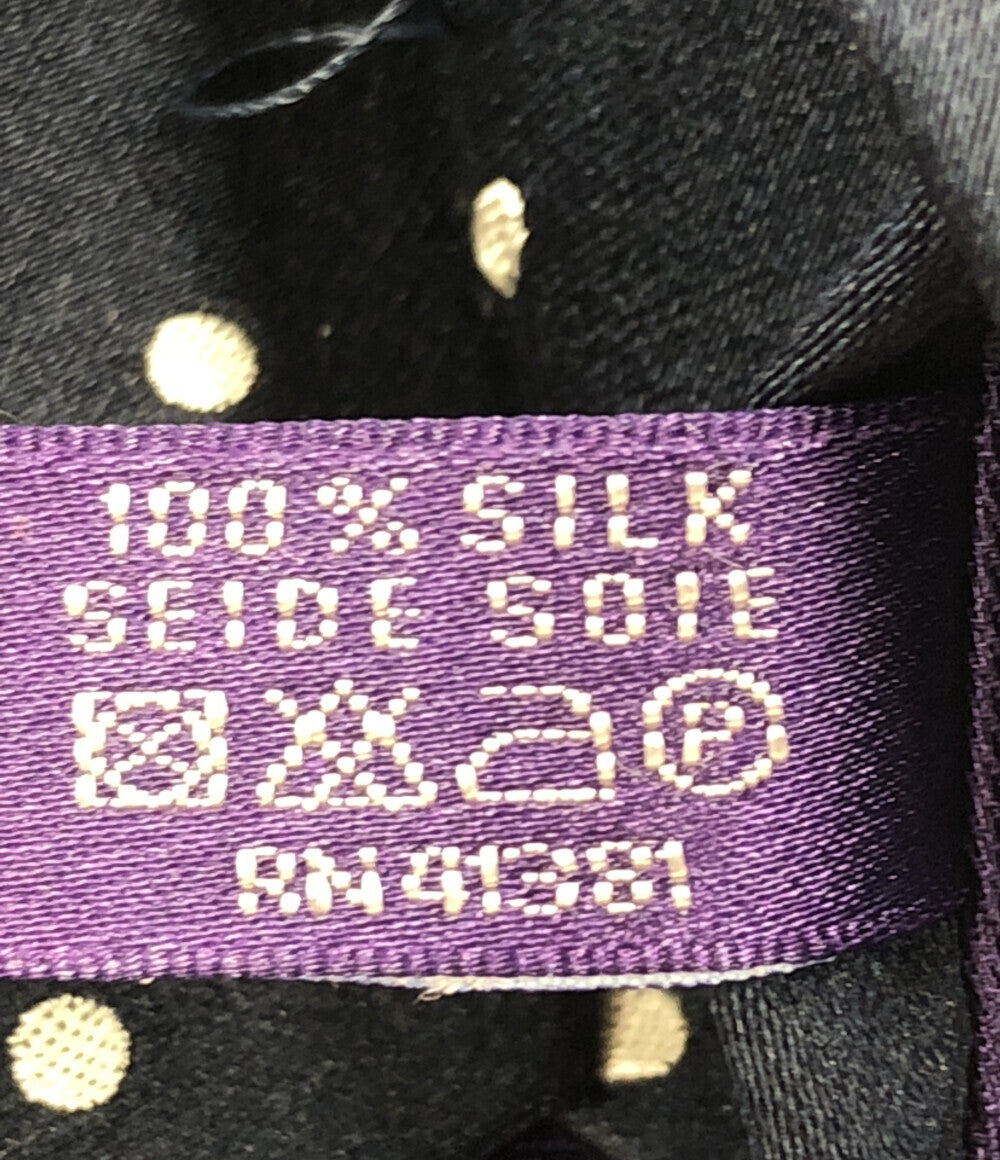 100% SILK
SEIDE SOIE
P
RN 41381